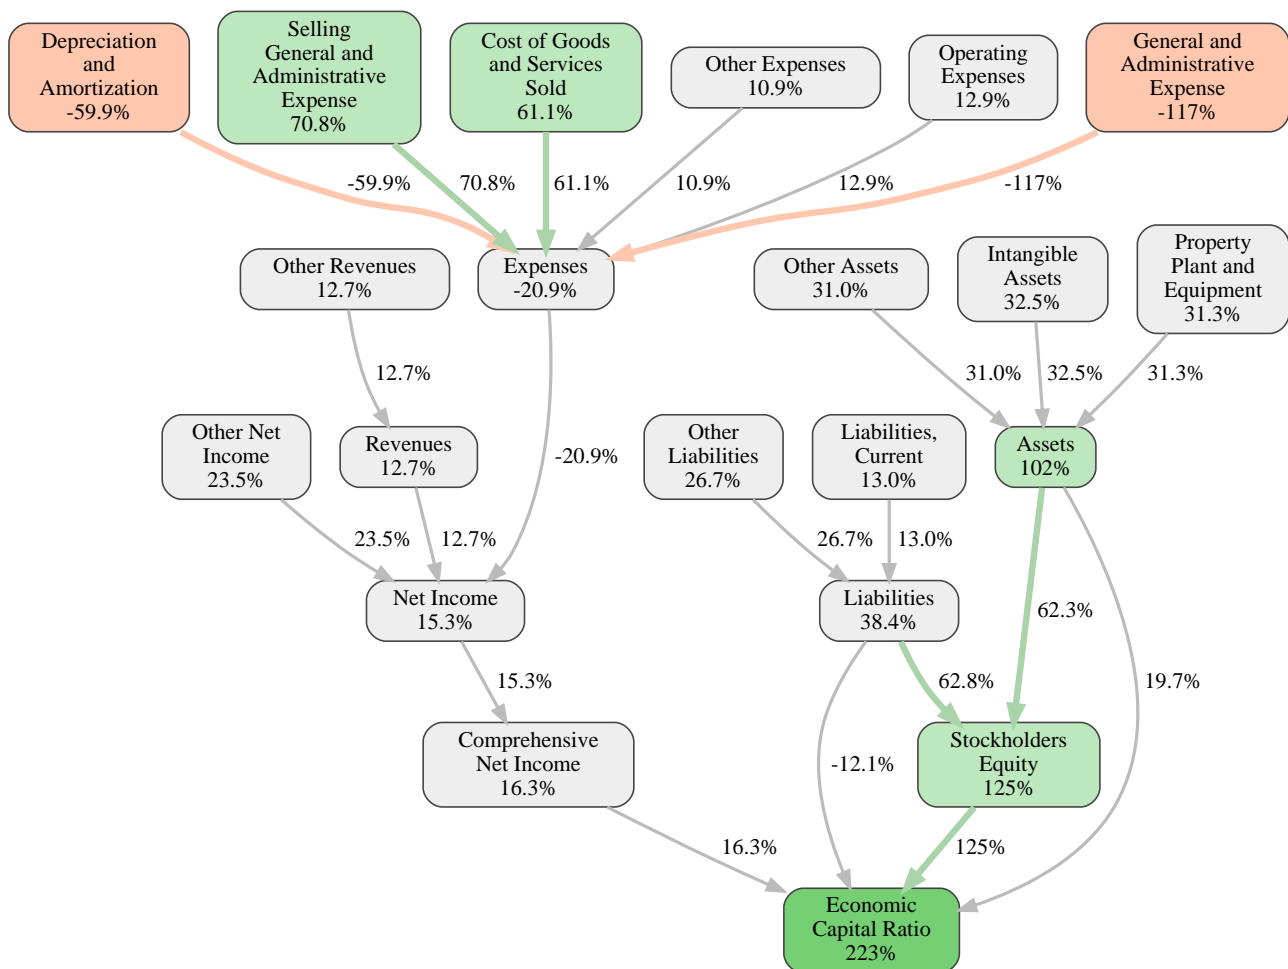 Depreciation
and
Amortization
-59.9%
Selling
General and
Administrative
Expense
70.8%
Cost of Goods
and Services
Sold
61.1%
Other Expenses
10.9%
Operating
Expenses
12.9%
General and
Administrative
Expense
-117%
-59.9%
70.8%
61.1%
10.9%
12.9%
-117%
Other Revenues
12.7%
Expenses
-20.9%
Other Assets
31.0%
Intangible
Assets
32.5%
Property
Plant and
Equipment
31.3%
12.7%
31.0%
32.5%
31.3%
Other Net
Income
23.5%
Revenues
12.7%
-20.9%
Other
Liabilities
26.7%
Liabilities,
Current
13.0%
Assets
102%
23.5%
12.7%
26.7%
13.0%
Net Income
15.3%
Liabilities
38.4%
62.3%
15.3%
62.8%
19.7%
Comprehensive
Net Income
16.3%
-12.1%
Stockholders
Equity
125%
16.3%
125%
Economic
Capital Ratio
223%